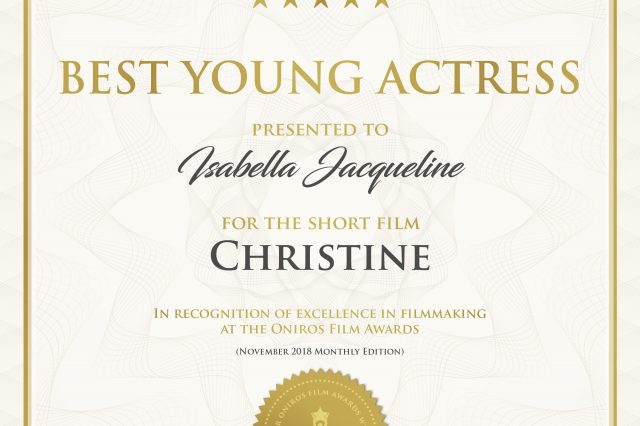 BEST YOUNG ACTRESS
PRESENTED TO
Isabella Jacqueline
FOR THE SHORT FILM
CHRISTINE
IN RECOGNITION OF EXCELLENCE IN FILMMAKING
AT THE ONIROS FILM AWARDS
(NOVEMBER 2018 MONTHLY EDITION)
ONIROS FILM AWARDS